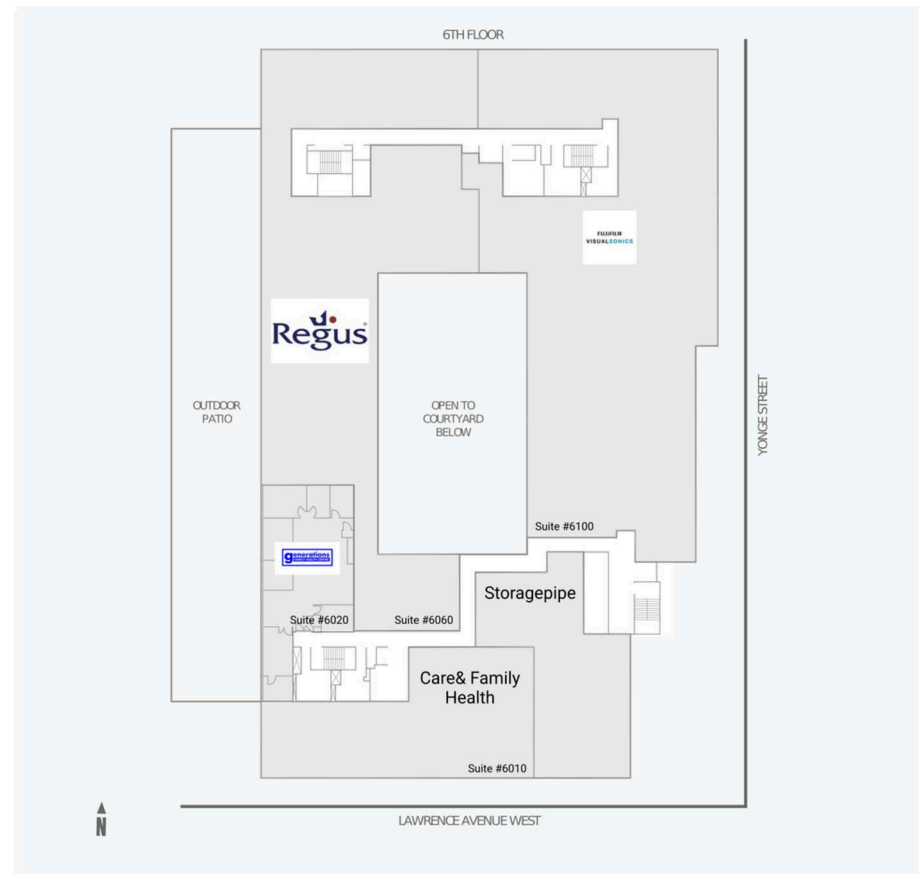 6TH FLOOR
FUJIFILM
VISUALSONICS
Regus
OUTDOOR
PATIO
OPEN TO
COURTYARD
BELOW
YONGE STREET
Suite #6100
generations
Storagepipe
Suite #6020
Suite #6060
Care& Family
Health
Suite #6010
N
LAWRENCE AVENUE WEST